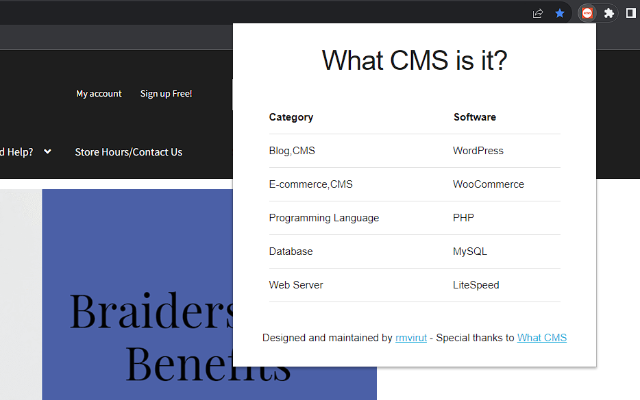 What CMS is it?
My account Sign up Free!
d Help? Store Hours/Contact Us
Category Software
Blog,CMS WordPress
E-commerce,CMS WooCommerce
Programming Language PHP
Database MySQL
Web Server LiteSpeed
Designed and maintained by rmvirut - Special thanks to What CMS
Braiders
Benefits